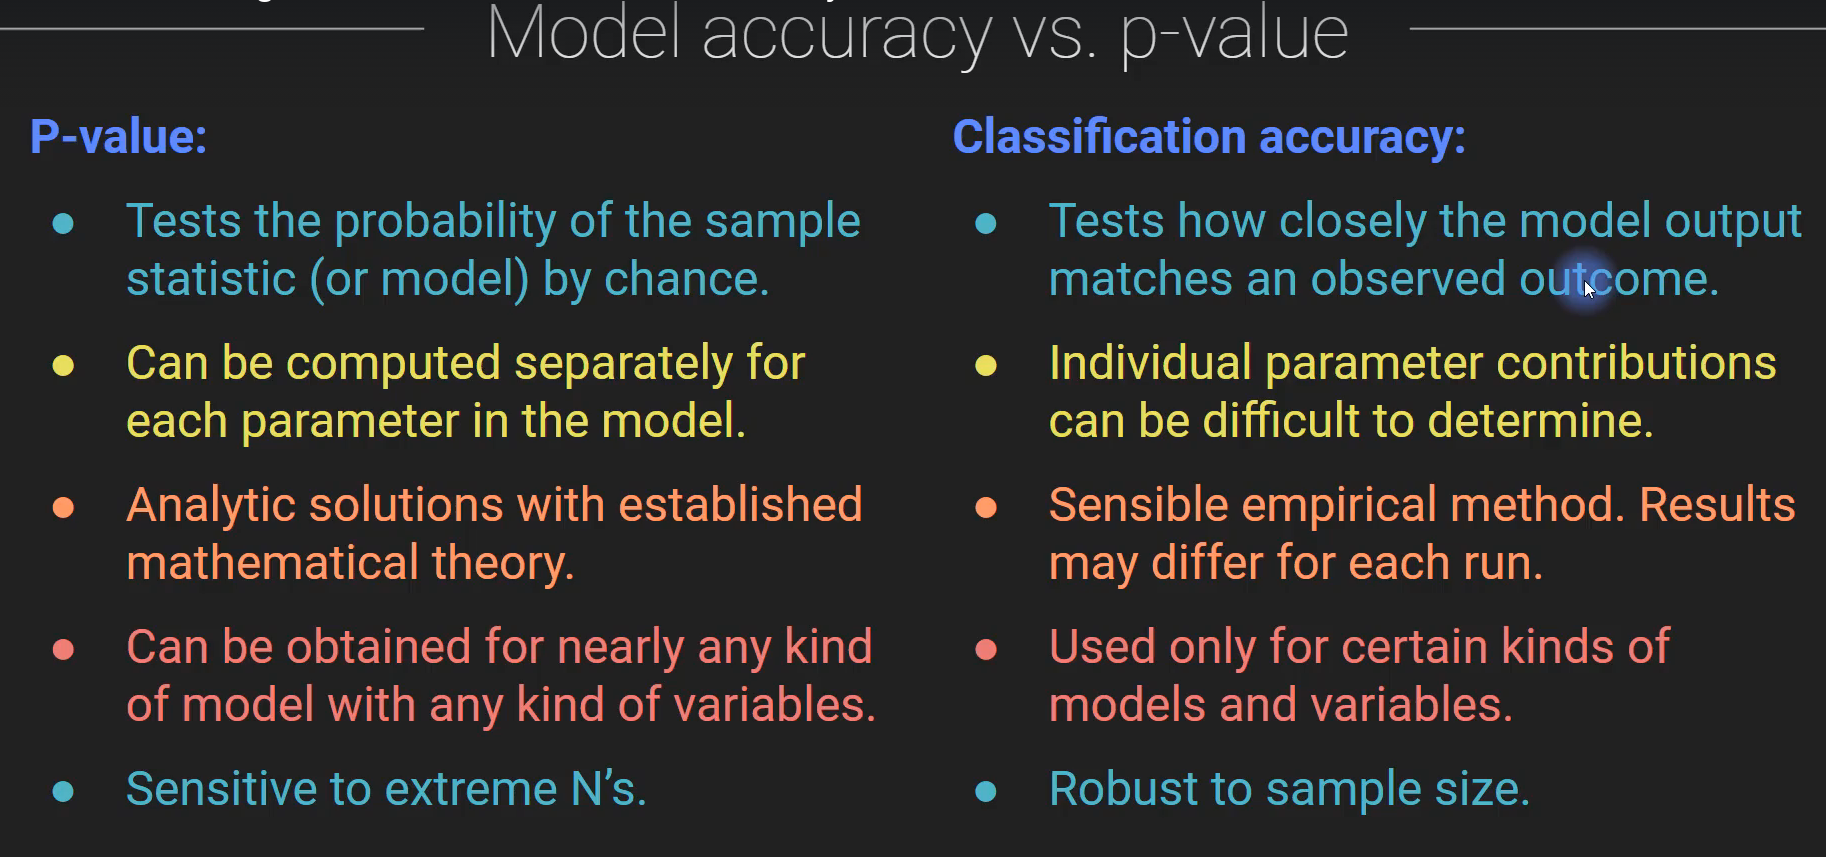 Model accuracy vs. p-value
P-value:
● Tests the probability of the sample
statistic (or model) by chance.
● Can be computed separately for
each parameter in the model.
● Analytic solutions with established
mathematical theory.
● Can be obtained for nearly any kind
of model with any kind of variables.
● Sensitive to extreme N’s.
Classification accuracy:
● Tests how closely the model output
matches an observed outcome.
● Individual parameter contributions
can be difficult to determine.
● Sensible empirical method. Results
may differ for each run.
● Used only for certain kinds of
models and variables.
● Robust to sample size.